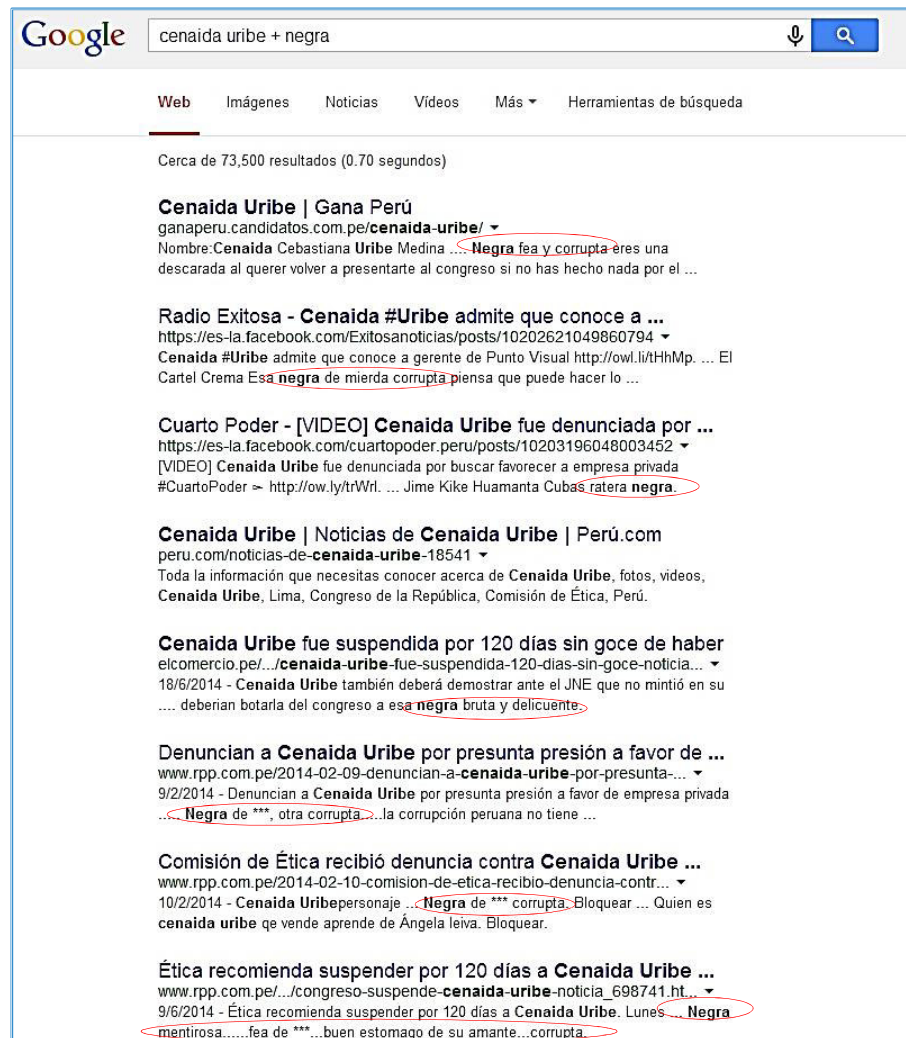 Google
cenaida uribe + negra
Web Imágenes Noticias Vídeos Más Herramientas de búsqueda
Cerca de 73,500 resultados (0.70 segundos)
Cenaida Uribe | Gana Perú
ganaperu.candidatos.com.pe/cenaida-uribe/
Nombre:Cenaida Cebastiana Uribe Medina .... Negra fea y corrupta eres una
descarada al querer volver a presentarte al congreso si no has hecho nada por el ...
Radio Exitosa - Cenaida #Uribe admite que conoce a ...
https://es-la.facebook.com/Exitosanoticias/posts/10202621049860794
Cenaida #Uribe admite que conoce a gerente de Punto Visual http://owl.li/tHhMp. ... El
Cartel Crema Esa negra de mierda corrupta piensa que puede hacer lo ...
Cuarto Poder - [VIDEO] Cenaida Uribe fue denunciada por ...
https://es-la.facebook.com/cuartopoder.peru/posts/10203196048003452
[VIDEO] Cenaida Uribe fue denunciada por buscar favorecer a empresa privada
#CuartoPoder ► http://ow.ly/trWrl. ... Jime Kike Huamanta Cubas ratera negra.
Cenaida Uribe | Noticias de Cenaida Uribe | Perú.com
peru.com/noticias-de-cenaida-uribe-18541
Toda la información que necesitas conocer acerca de Cenaida Uribe, fotos, videos,
Cenaida Uribe, Lima, Congreso de la República, Comisión de Ética, Perú.
Cenaida Uribe fue suspendida por 120 días sin goce de haber
elcomercio.pe/.../cenaida-uribe-fue-suspendida-120-dias-sin-goce-noticia...
18/6/2014 - Cenaida Uribe también deberá demostrar ante el JNE que no mintió en su
.... deberian botarla del congreso a esa negra bruta y delicuente.
Denuncian a Cenaida Uribe por presunta presión a favor de ...
www.rpp.com.pe/2014-02-09-denuncian-a-cenaida-uribe-por-presunta-...
9/2/2014 - Denuncian a Cenaida Uribe por presunta presión a favor de empresa privada
..... Negra de ***, otra corrupta.....la corrupción peruana no tiene ...
Comisión de Ética recibió denuncia contra Cenaida Uribe ...
www.rpp.com.pe/2014-02-10-comision-de-etica-recibio-denuncia-contr...
10/2/2014 - Cenaida Uribepersonaje ... Negra de *** corrupta. Bloquear ... Quien es
cenaida uribe qe vende aprende de Ángela leiva. Bloquear.
Ética recomienda suspender por 120 días a Cenaida Uribe ...
www.rpp.com.pe/.../congreso-suspende-cenaida-uribe-noticia_698741.ht...
9/6/2014 - Ética recomienda suspender por 120 días a Cenaida Uribe. Lunes ... Negra
mentirosa......fea de ***...buen estomago de su amante...corrupta.